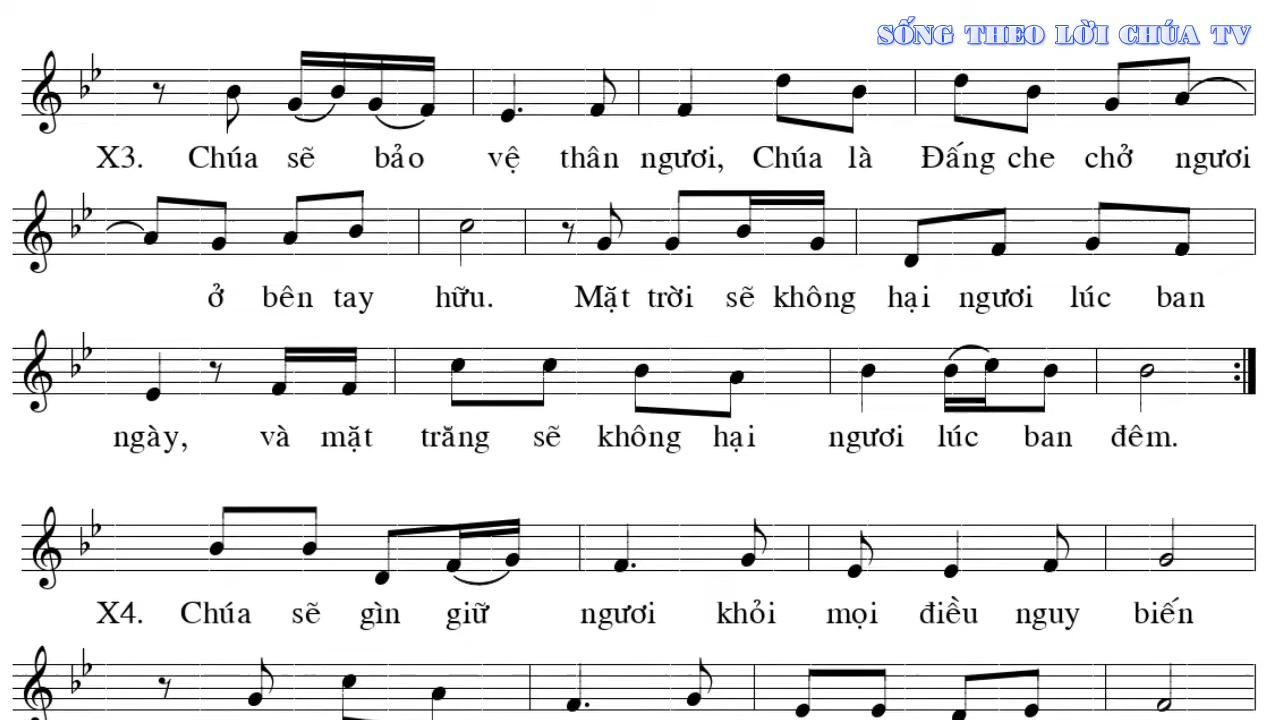 SỐNG THEO LỜI CHÚA TV
X3. Chúa sẽ bảo vệ thân ngươi, Chúa là Đấng che chở ngươi
ở bên tay hữu. Mặt trời sẽ không hại ngươi lúc ban
ngày, và mặt trăng sẽ không hại ngươi lúc ban đêm.
X4. Chúa sẽ gìn giữ ngươi khỏi mọi điều nguy biến